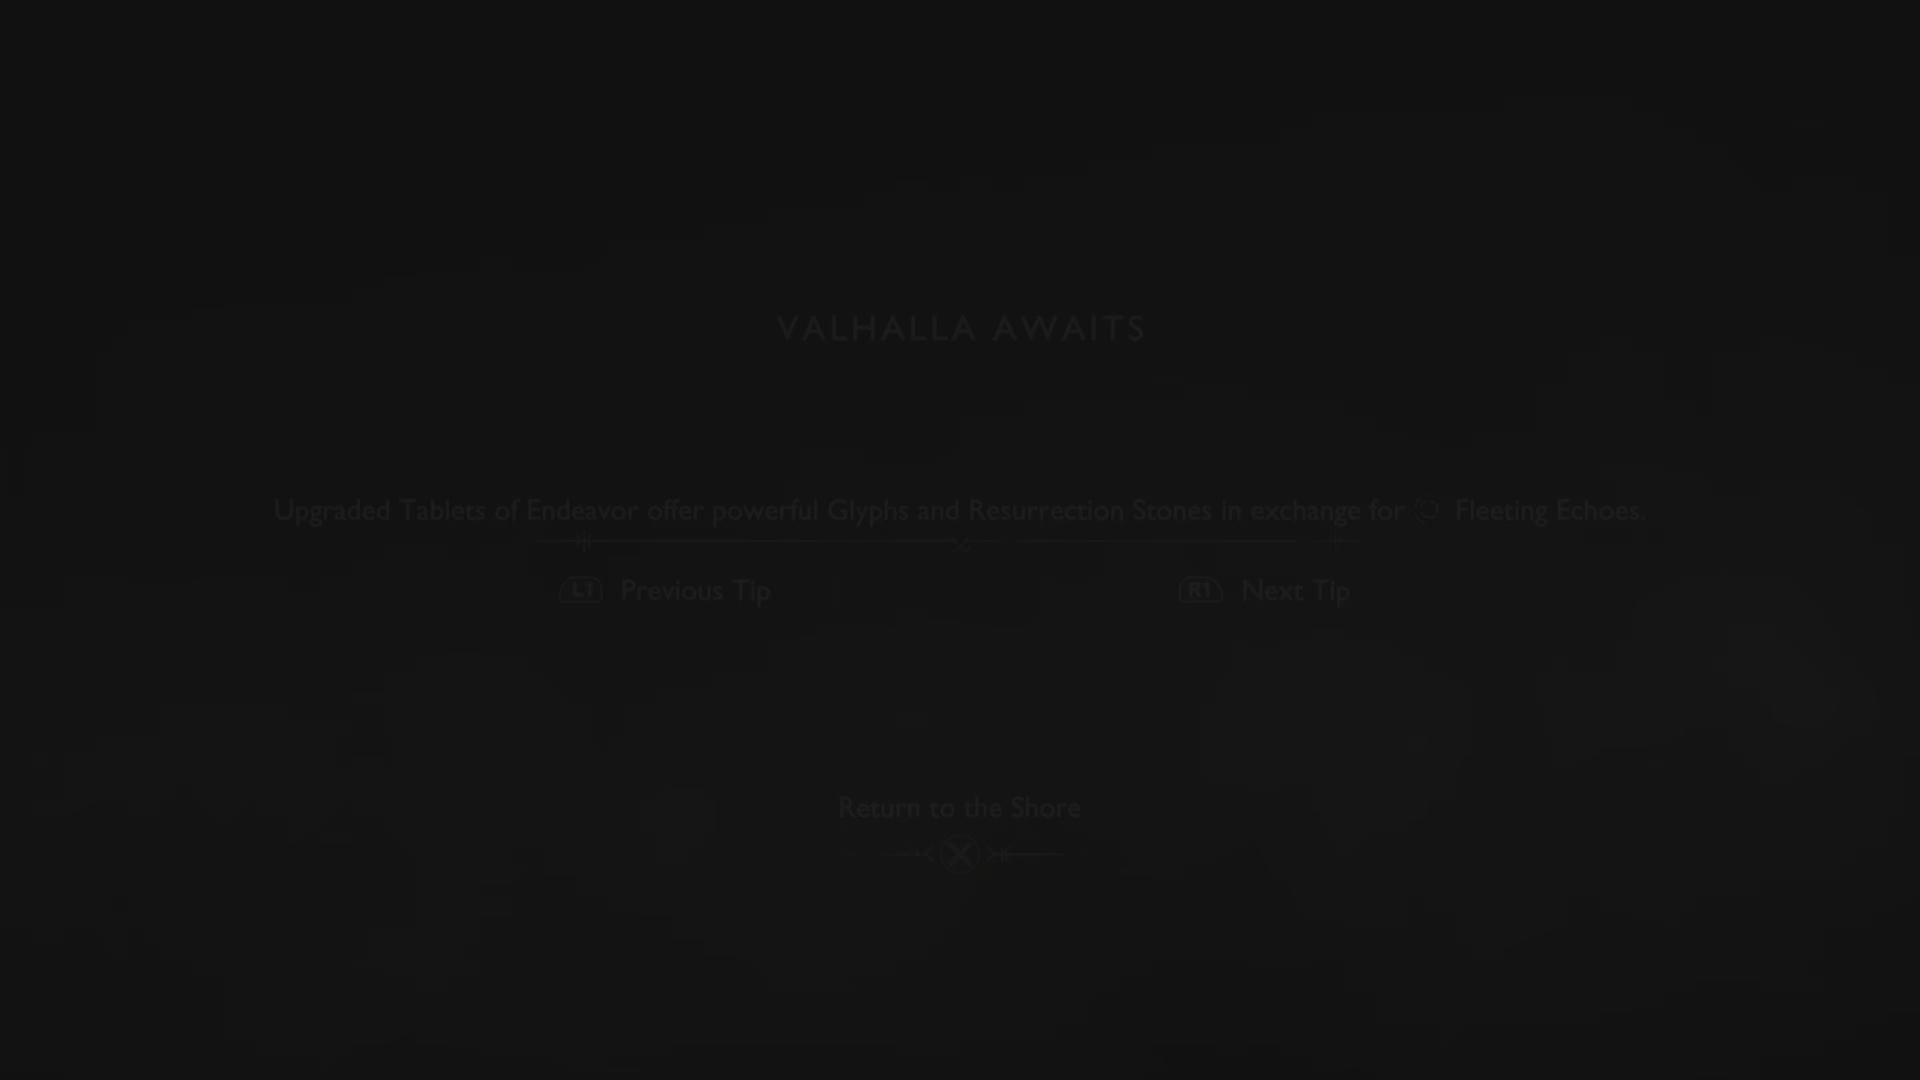 VALHALLA AWAITS
Upgraded Tablets of Endeavor offer powerful Glyphs and Resurrection Stones in exchange for Fleeting Echoes.
L1 Previous Tip R1 Next Tip
Return to the Shore